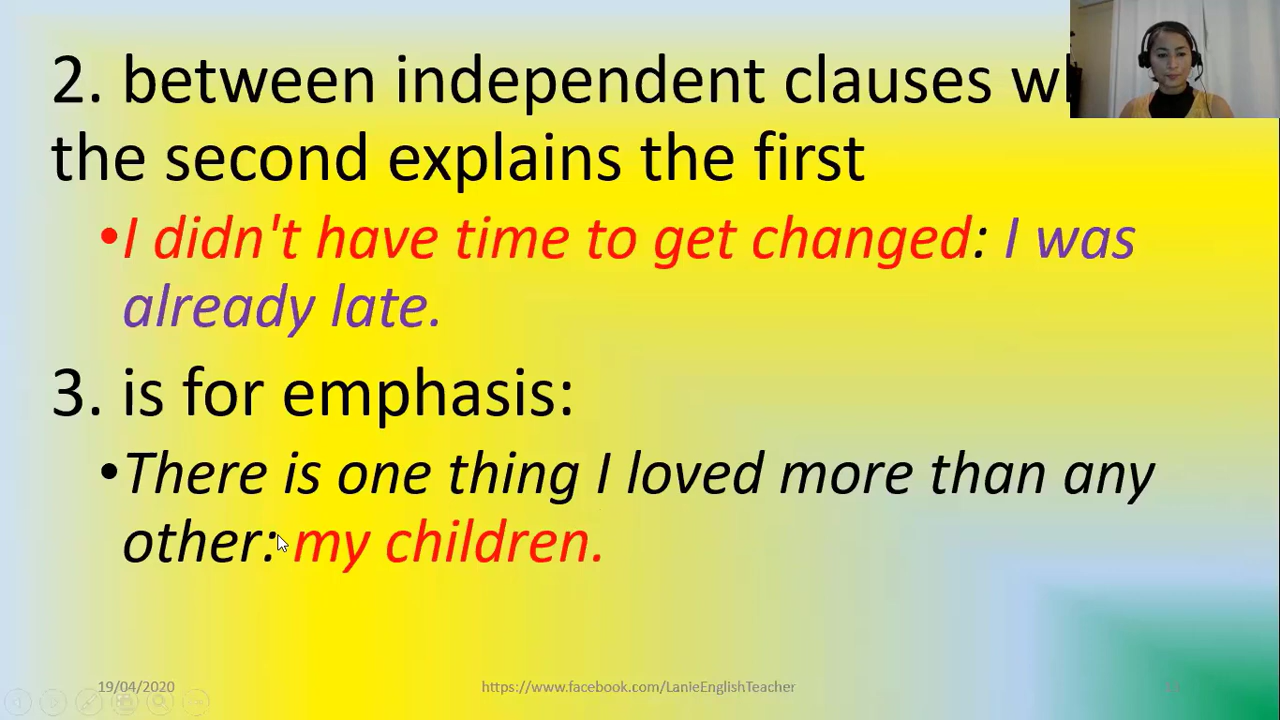 2. between independent clauses
the second explains the first
•I didn't have time to get changed: I was
already late.
3. is for emphasis:
•There is one thing I loved more than any
other: my children.
19/04/2020 https://www.facebook.com/LanieEnglishTeacher